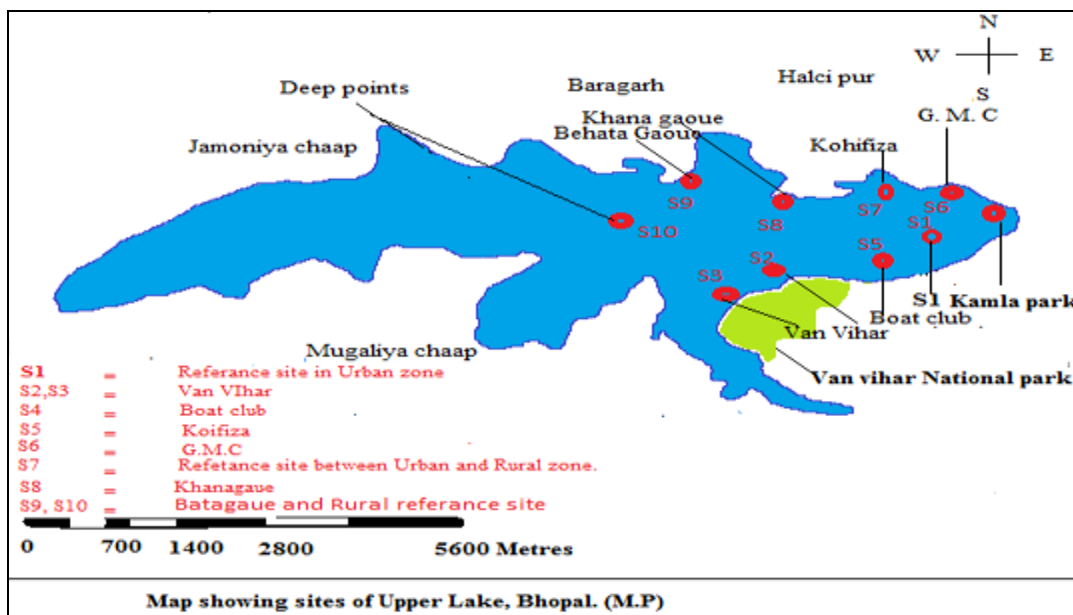 N
W E
S
Halci pur
Baragarh
Deep points
G. M. C
Khana gaoue
Behata Gaoue
Kohifiza
Jamoniya chaap
S9
S7
S6
S8
S10
S1
S5
S2
S3
S1 Kamla park
Boat club
Van Vihar
Mugaliya chaap
Van vihar National park
S1 = Referance site in Urban zone
S2,S3 = Van VIhar
S4 = Boat club
S5 = Koifiza
S6 = G.M.C
S7 = Refetance site between Urban and Rural zone.
S8 = Khanagaue
S9, S10 = Batagaue and Rural referance site
0 700 1400 2800 5600 Metres
Map showing sites of Upper Lake, Bhopal. (M.P)